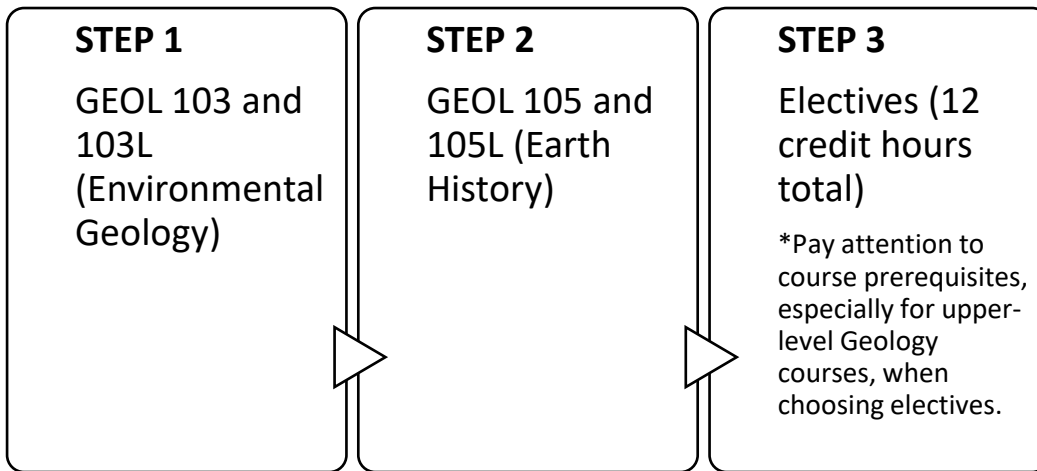 STEP 1
GEOL 103 and
103L
(Environmental
Geology)
STEP 2
GEOL 105 and
105L (Earth
History)
STEP 3
Electives (12
credit hours
total)
*Pay attention to
course prerequisites,
especially for upper-
level Geology
courses, when
choosing electives.